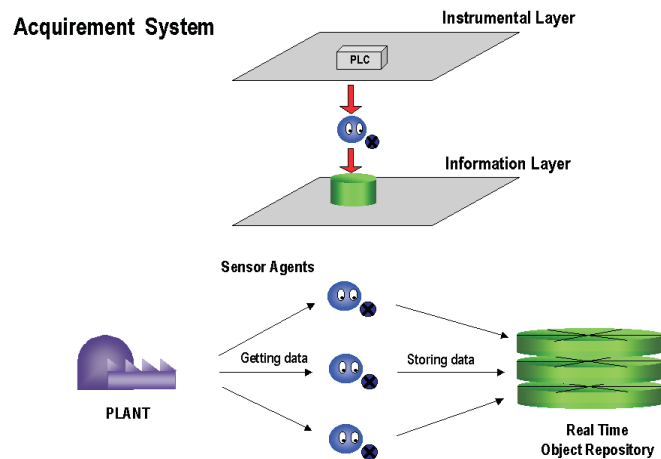 Acquirement System
Instrumental Layer
PLC
Information Layer
Sensor Agents
Getting data
Storing data
PLANT
Real Time
Object Repository